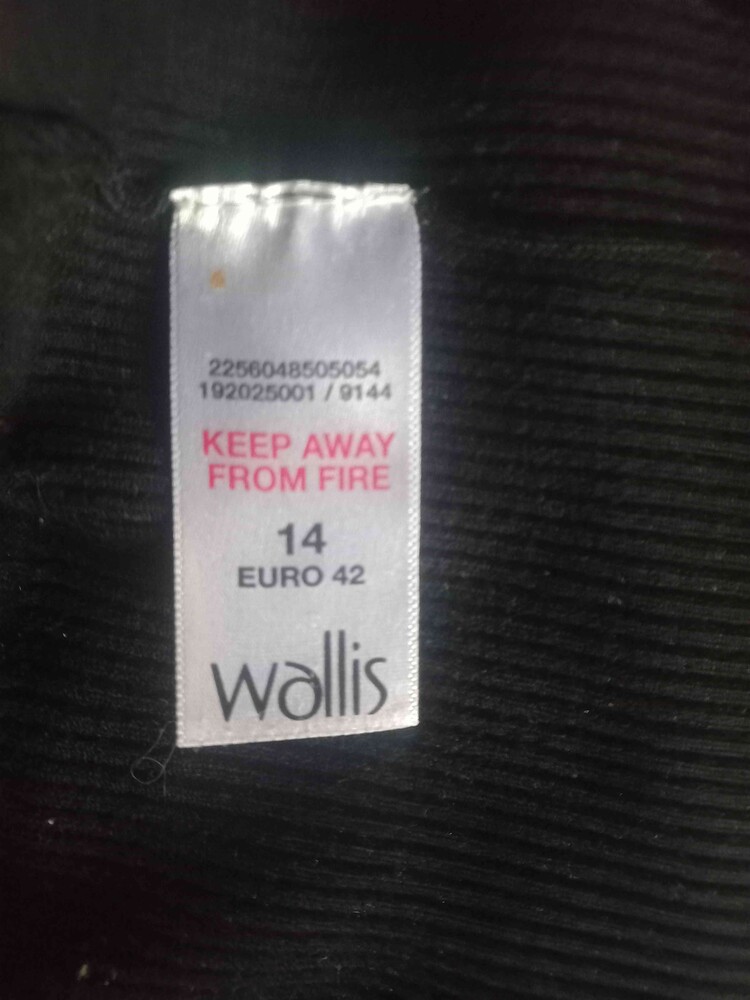 2256048505054
192025001 / 9144
KEEP AWAY
FROM FIRE
14
EURO 42
wallis